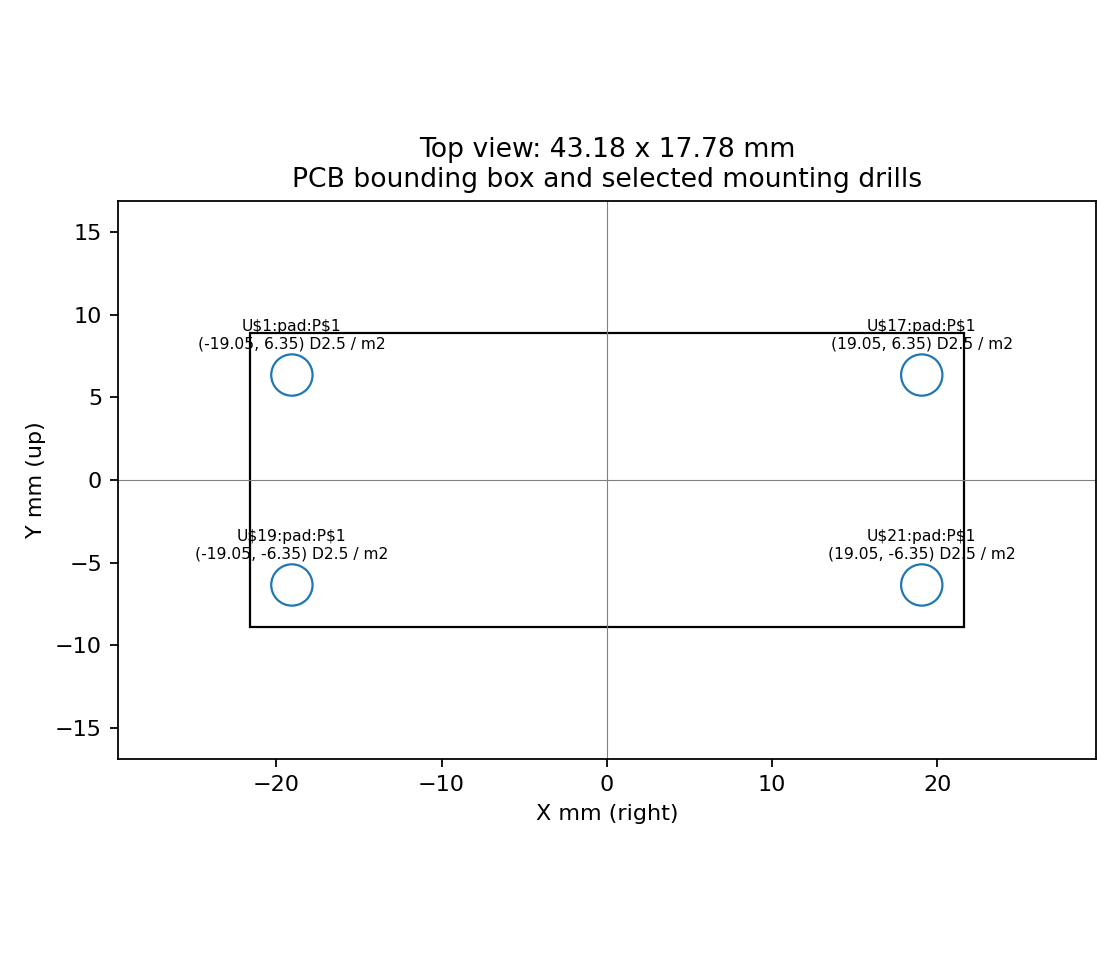 Top view: 43.18 x 17.78 mm
PCB bounding box and selected mounting drills
15
10
5
0
−5
−10
−15
Y mm (up)
U$1:pad:P$1
(-19.05, 6.35) D2.5 / m2
U$17:pad:P$1
(19.05, 6.35) D2.5 / m2
U$19:pad:P$1
(-19.05, -6.35) D2.5 / m2
U$21:pad:P$1
(19.05, -6.35) D2.5 / m2
−20
−10
0
10
20
X mm (right)